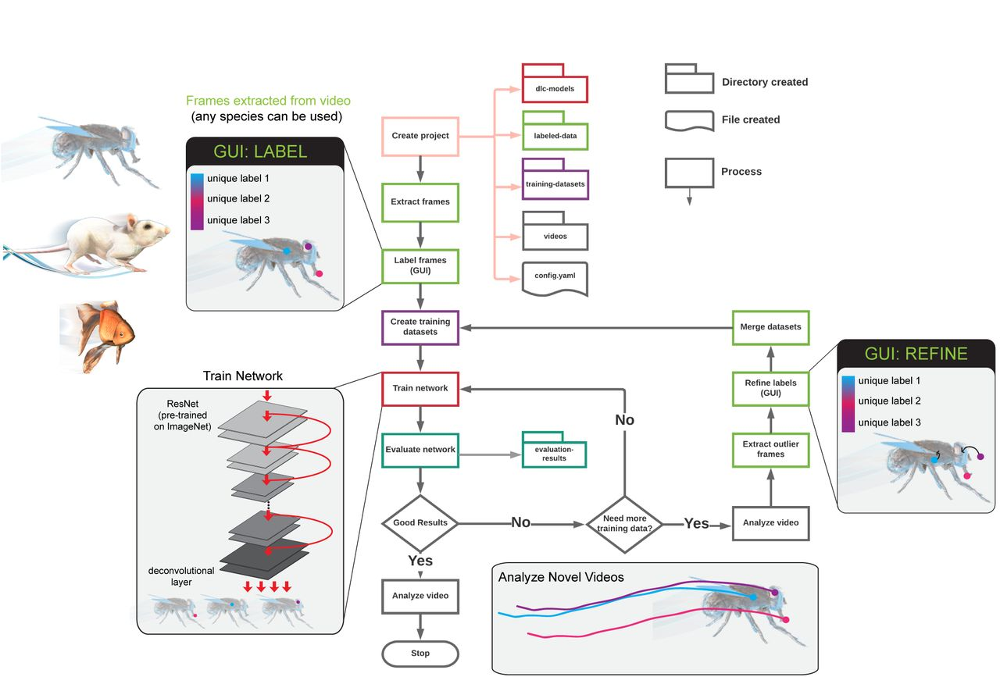 Frames extracted from video
(any species can be used)
GUI: LABEL
unique label 1
unique label 2
unique label 3
Create project
Extract frames
Label frames
(GUI)
Create training
datasets
Train network
Evaluate network
Good Results
Yes
Analyze video
Stop
dlc-models
labeled-data
training-datasets
videos
config.yaml
Directory created
File created
Process
evaluation-
results
No
Need more
training data?
No
Yes
Analyze video
Extract outlier
frames
Refine labels
(GUI)
Merge datasets
GUI: REFINE
unique label 1
unique label 2
unique label 3
Train Network
ResNet
(pre-trained
on ImageNet)
deconvolutional
layer
Analyze Novel Videos